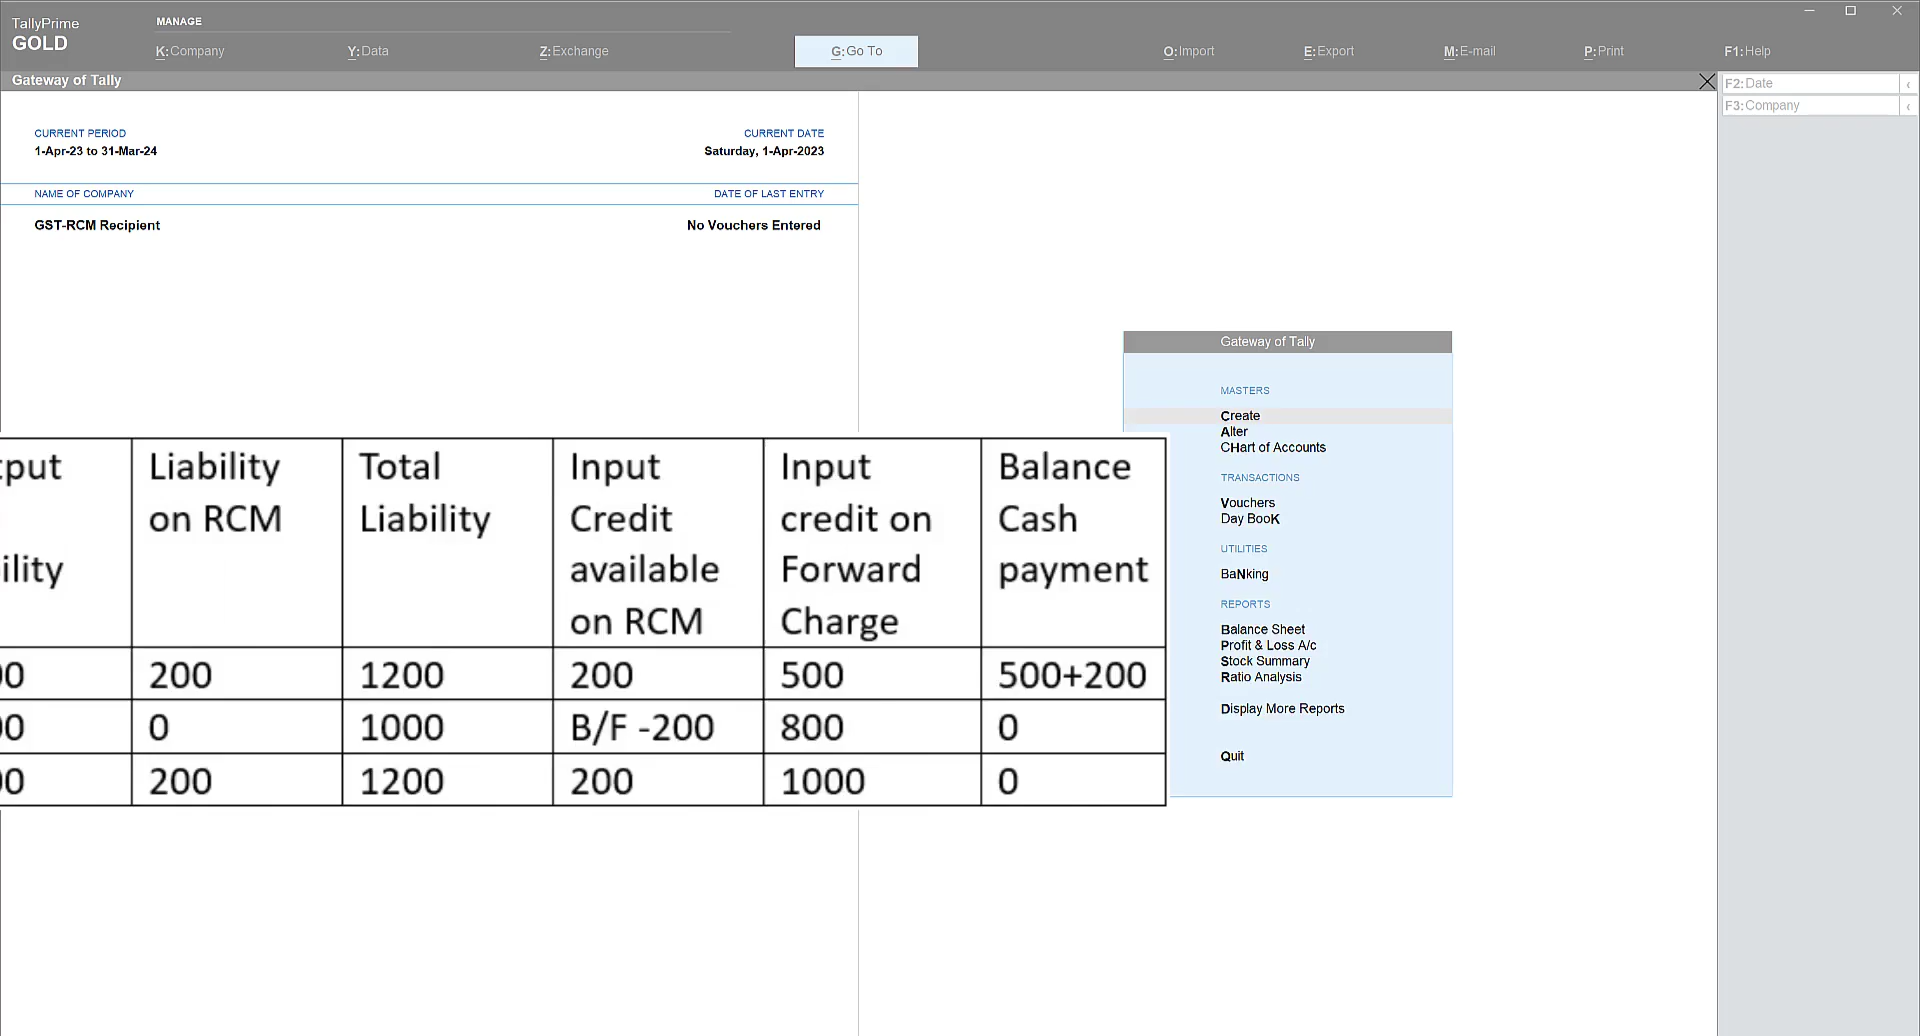 TallyPrime
GOLD
MANAGE
K:Company
Y:Data
Z:Exchange
G:Go To
O:Import
E:Export
M:E-mail
P:Print
F1:Help
Gateway of Tally
F2:Date
F3:Company
CURRENT PERIOD
CURRENT DATE
1-Apr-23 to 31-Mar-24
Saturday, 1-Apr-2023
NAME OF COMPANY
DATE OF LAST ENTRY
GST-RCM Recipient
No Vouchers Entered
Gateway of Tally
MASTERS
Create
Alter
CHart of Accounts
TRANSACTIONS
Vouchers
Day BooK
UTILITIES
BaNking
REPORTS
Balance Sheet
Profit & Loss A/c
Stock Summary
Ratio Analysis
Display More Reports
Quit
Liability
on RCM
Total
Liability
Input
Credit
available
on RCM
Input
credit on
Forward
Charge
Balance
Cash
payment
200 1200 200 500 500+200
0 1000 B/F -200 800 0
200 1200 200 1000 0